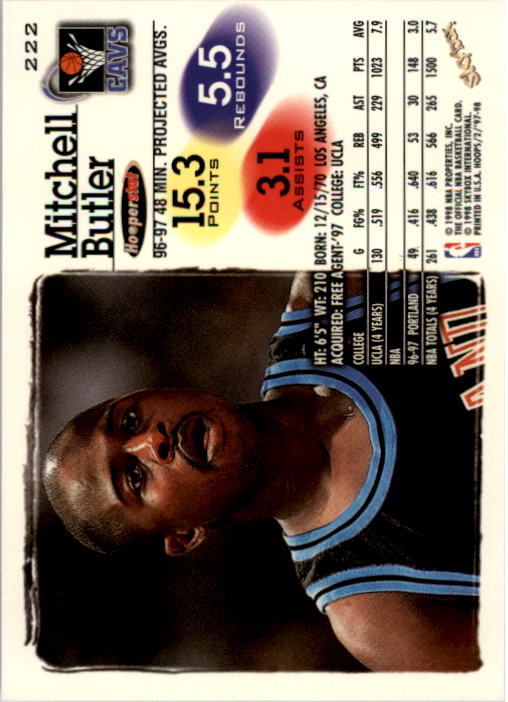 222
CAVS
Mitchell
Butler
Hooperstar
96-97 48 MIN. PROJECTED AVGS.
15.3
POINTS
5.5
REBOUNDS
3.1
ASSISTS
HT: 6'5" WT: 210 BORN: 12/15/70 LOS ANGELES, CA
ACQUIRED: FREE AGENT-'97 COLLEGE: UCLA
COLLEGE G FG% FT% REB AST PTS AVG
UCLA (4 YEARS) 130 .519 .556 499 229 1023 7.9
NBA
96-97 PORTLAND 49 .416 .640 53 30 148 3.0
NBA TOTALS (4 YEARS) 261 .438 .616 566 265 1500 5.7
© 1998 NBA PROPERTIES, INC.
THE OFFICIAL NBA BASKETBALL CARD.
© 1998 SKYBOX INTERNATIONAL.
PRINTED IN U.S.A. HOOPS/2/'97-98
SKYBOX